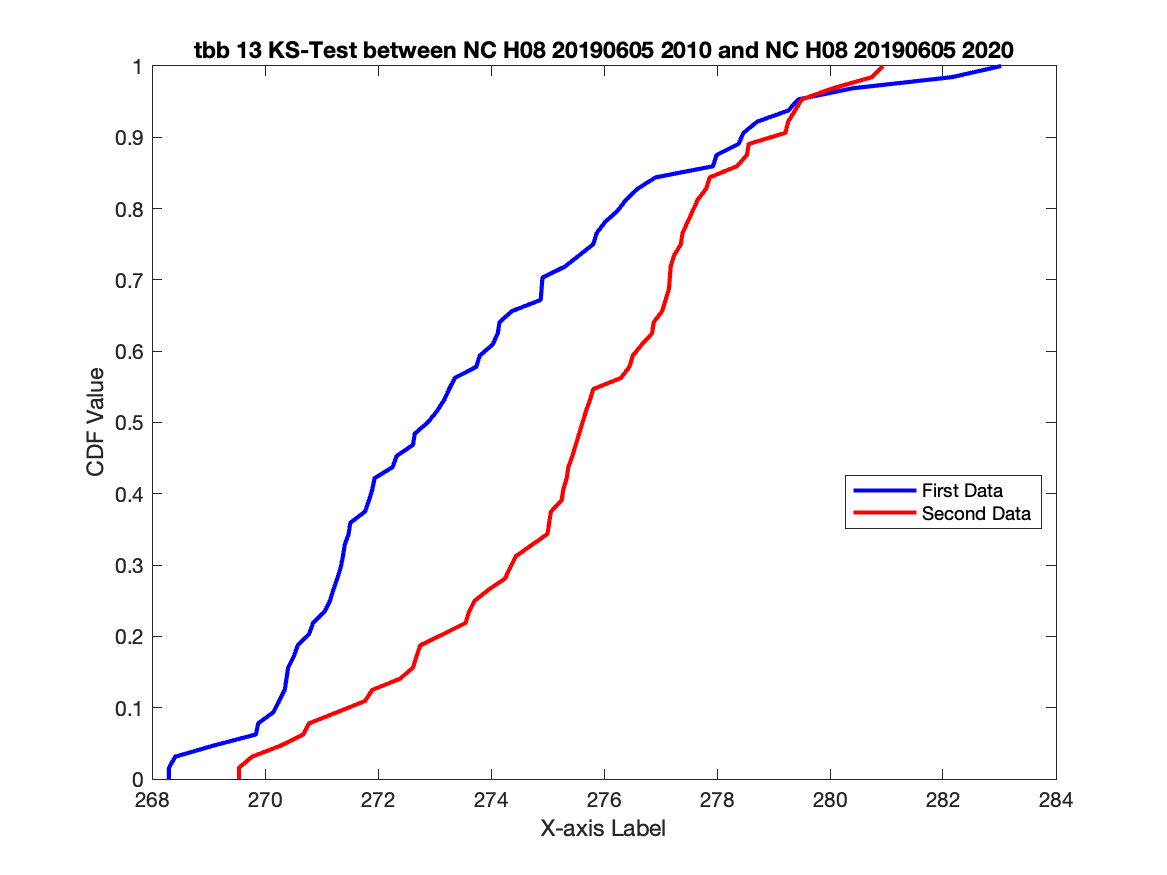 tbb 13 KS-Test between NC H08 20190605 2010 and NC H08 20190605 2020
1
0.9
0.8
0.7
0.6
0.5
0.4
0.3
0.2
0.1
0
CDF Value
First Data
Second Data
268 270 272 274 276 278 280 282 284
X-axis Label